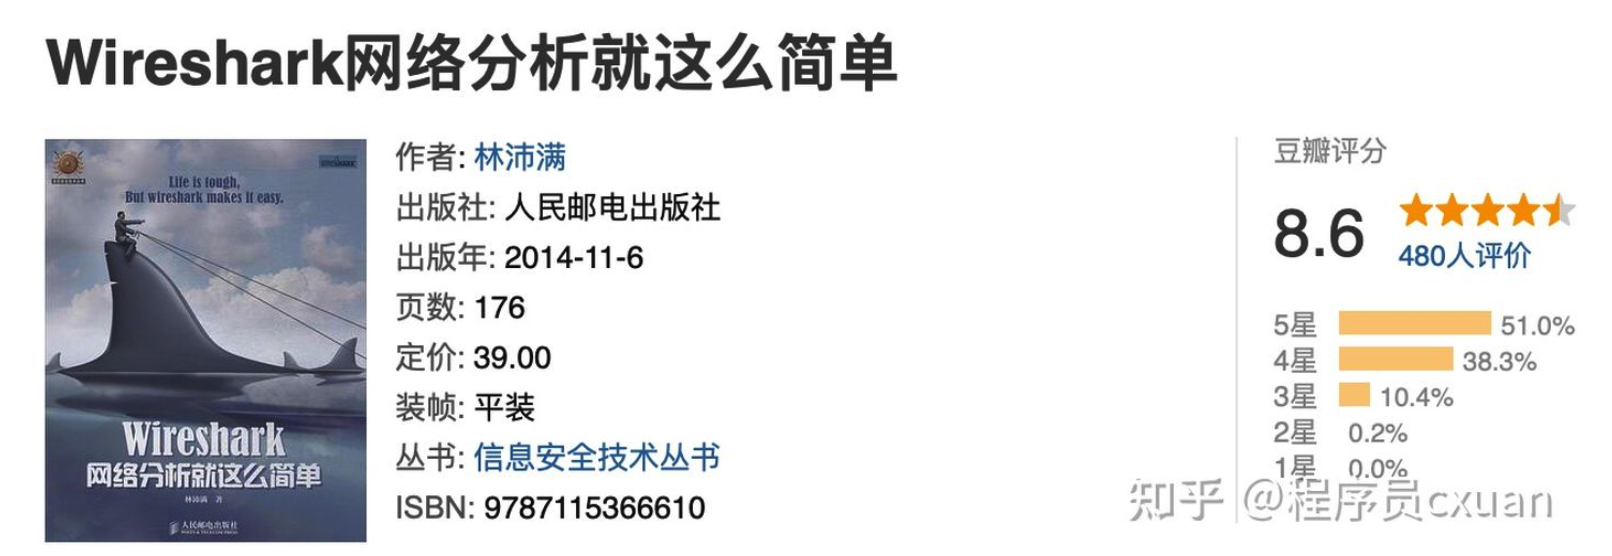 Wireshark网络分析就这么简单
Life is tough,
But wireshark makes it easy.
Wireshark
网络分析就这么简单
林沛满 著
人民邮电出版社
POSTS & TELECOM PRESS
作者: 林沛满
出版社: 人民邮电出版社
出版年: 2014-11-6
页数: 176
定价: 39.00
装帧: 平装
丛书: 信息安全技术丛书
ISBN: 9787115366610
豆瓣评分
8.6
480人评价
5星 51.0%
4星 38.3%
3星 10.4%
2星 0.2%
1星 0.0%
知乎 @程序员cxuan